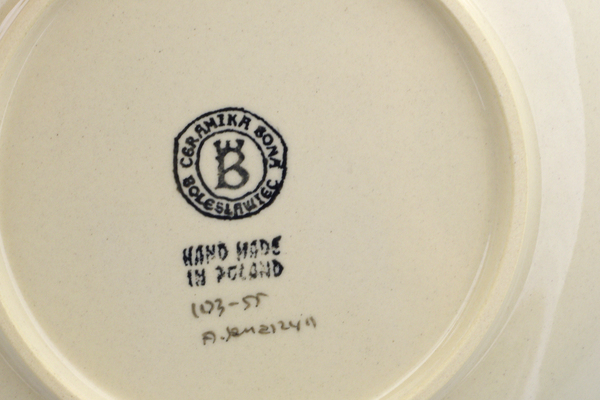 CERAMIKA BONA
B
BOLESŁAWIEC
HAND MADE
IN POLAND
103-55